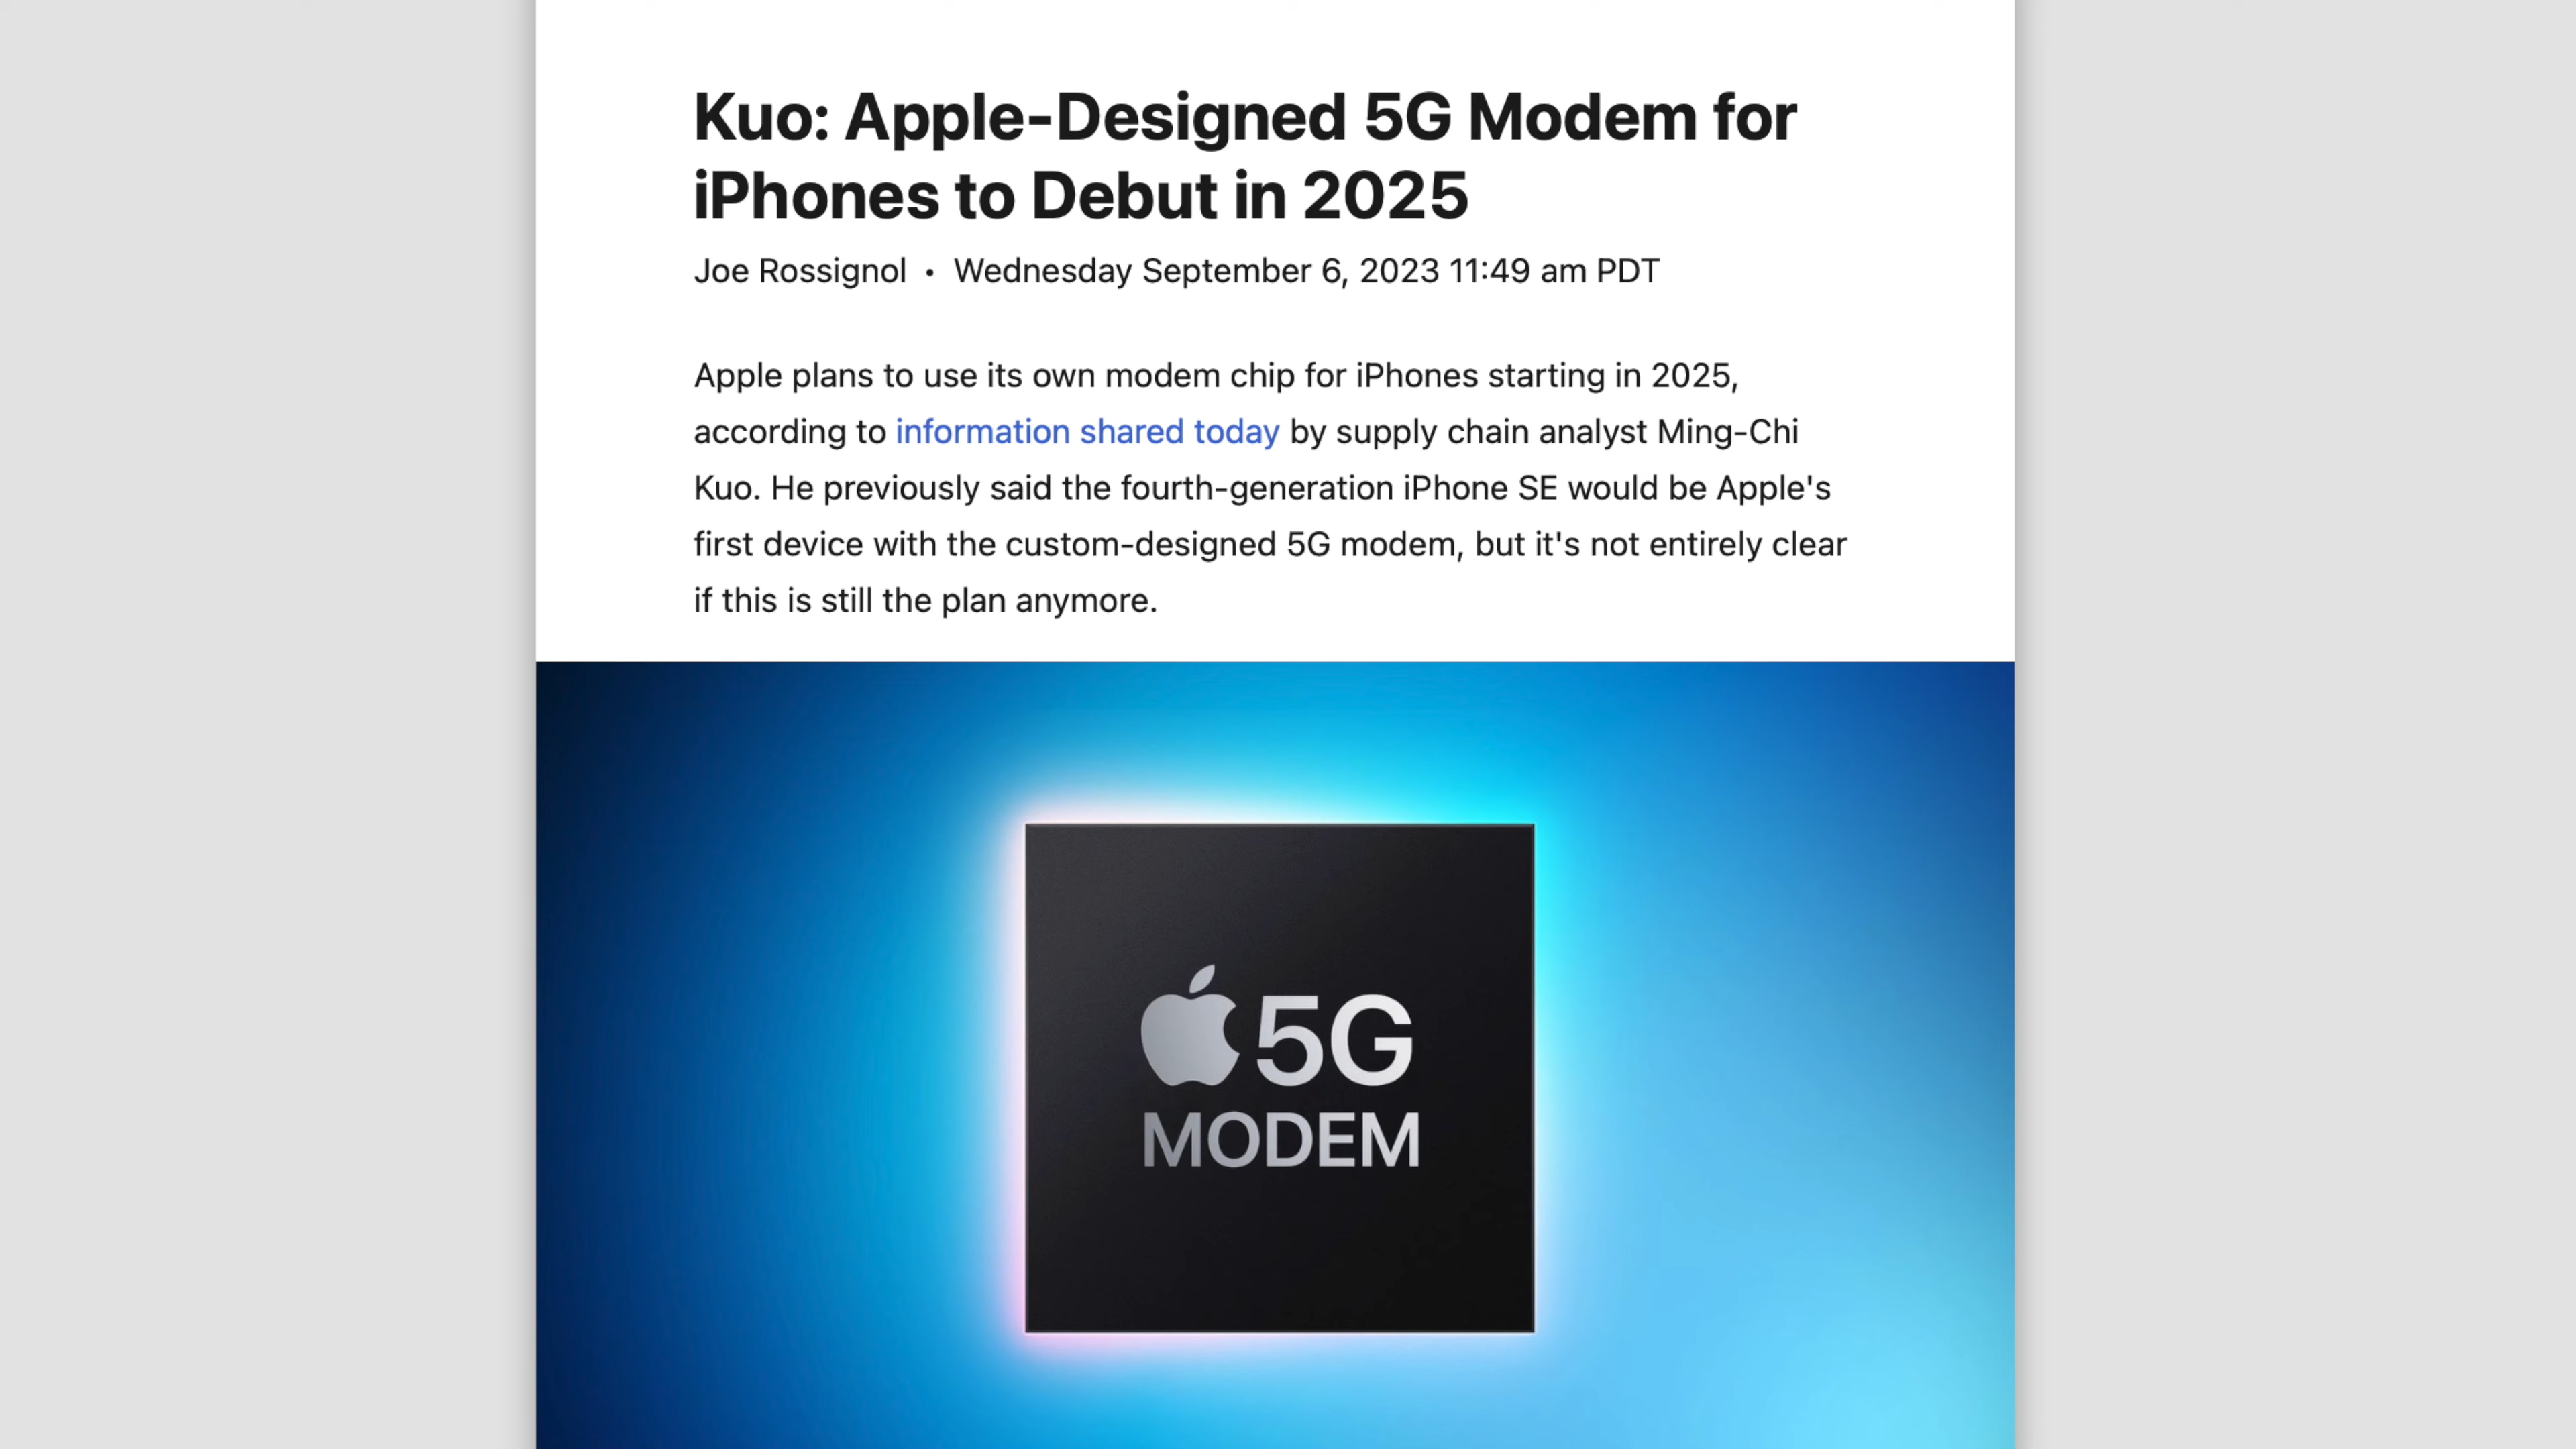 Kuo: Apple-Designed 5G Modem for
iPhones to Debut in 2025
Joe Rossignol • Wednesday September 6, 2023 11:49 am PDT
Apple plans to use its own modem chip for iPhones starting in 2025,
according to information shared today by supply chain analyst Ming-Chi
Kuo. He previously said the fourth-generation iPhone SE would be Apple's
first device with the custom-designed 5G modem, but it's not entirely clear
if this is still the plan anymore.
5G
MODEM